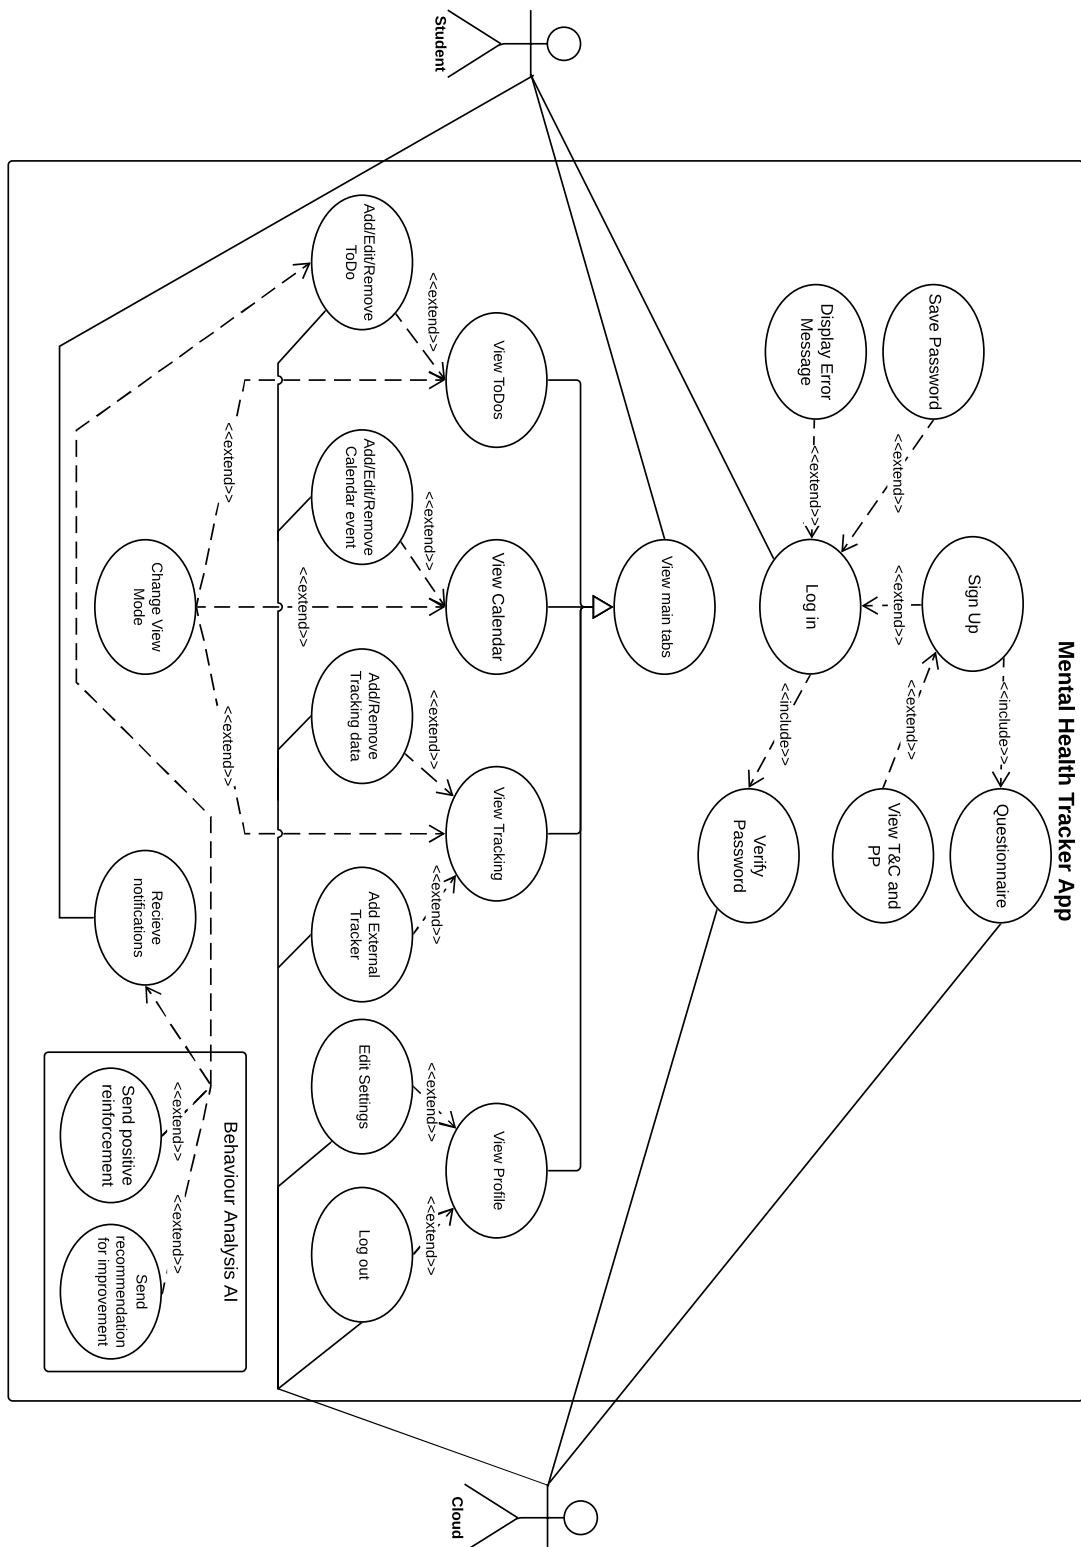 Mental Health Tracker App
Student
Cloud
Save Password
Display Error
Message
<<extend>>
<<extend>>
Sign Up
Log in
<<extend>>
<<include>>
<<extend>>
<<include>>
Questionnaire
View T&C and
PP
Verify
Password
View main tabs
View ToDos
View Calendar
View Tracking
View Profile
<<extend>>
<<extend>>
<<extend>>
<<extend>>
<<extend>>
<<extend>>
Add/Edit/Remove
ToDo
Add/Edit/Remove
Calendar event
Add/Remove
Tracking data
Add External
Tracker
Edit Settings
Log out
<<extend>>
<<extend>>
<<extend>>
Change View
Mode
Recieve
notifications
Behaviour Analysis AI
<<extend>>
<<extend>>
Send positive
reinforcement
Send
recommendation
for improvement